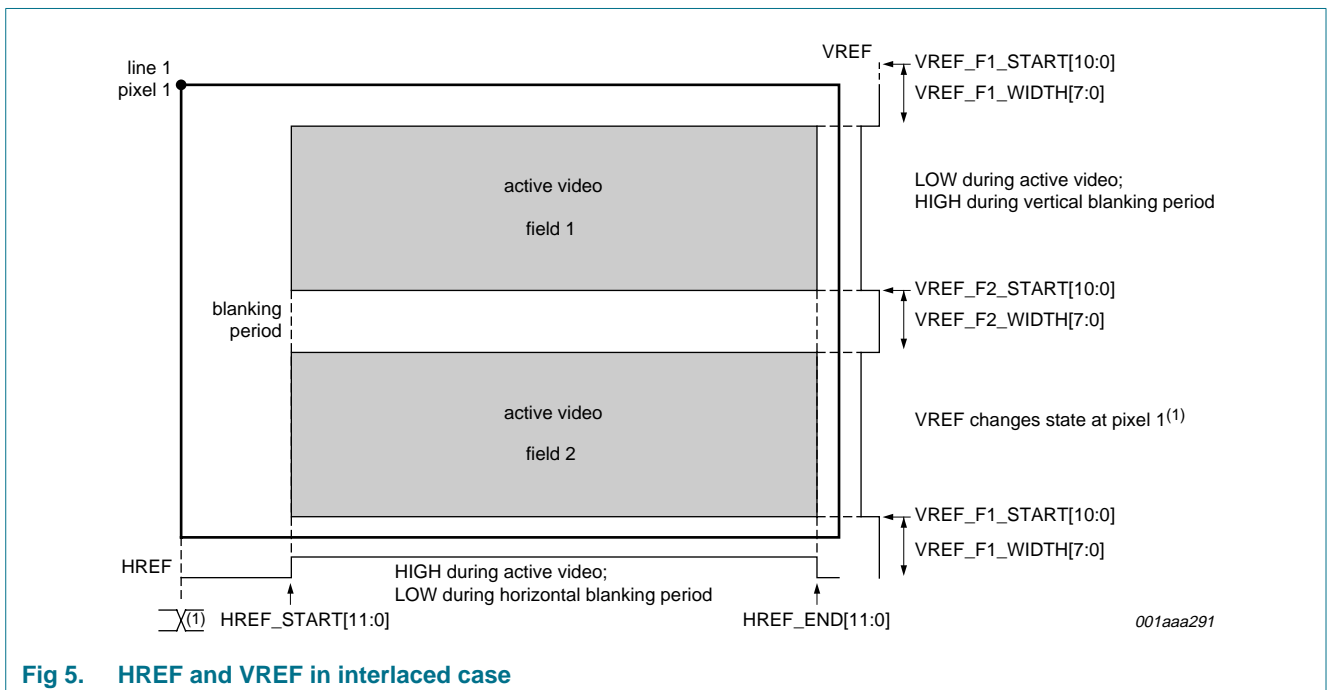 VREF
line 1
pixel 1
VREF_F1_START[10:0]
VREF_F1_WIDTH[7:0]
active video
field 1
LOW during active video;
HIGH during vertical blanking period
blanking
period
VREF_F2_START[10:0]
VREF_F2_WIDTH[7:0]
active video
field 2
VREF changes state at pixel 1(1)
VREF_F1_START[10:0]
VREF_F1_WIDTH[7:0]
HREF
HIGH during active video;
LOW during horizontal blanking period
(1) HREF_START[11:0]
HREF_END[11:0]
001aaa291
Fig 5. HREF and VREF in interlaced case